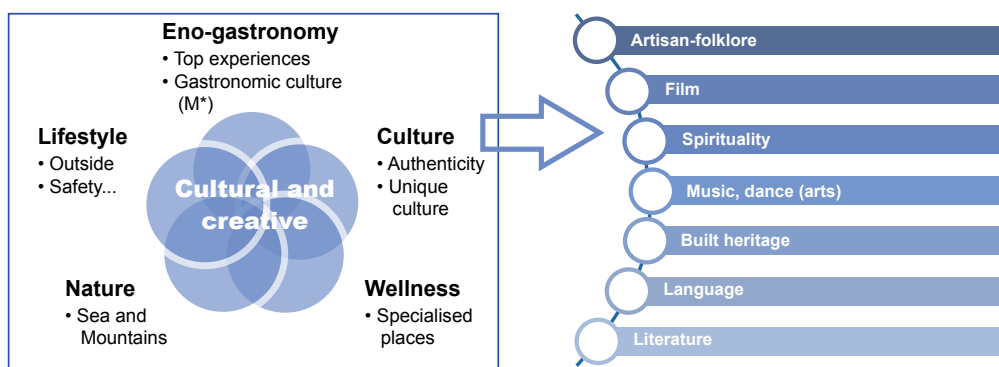 Eno-gastronomy
• Top experiences
• Gastronomic culture
(M*)
Lifestyle
• Outside
• Safety...
Culture
• Authenticity
• Unique
culture
Cultural and
creative
Nature
• Sea and
Mountains
Wellness
• Specialised
places
Artisan-folklore
Film
Spirituality
Music, dance (arts)
Built heritage
Language
Literature